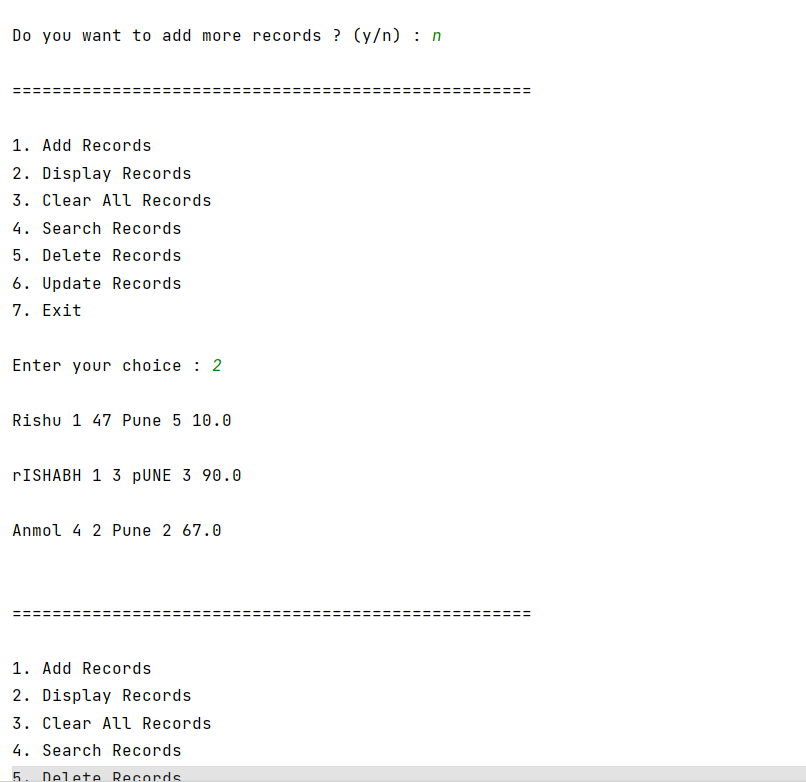 Do you want to add more records ? (y/n) : n
====================================================
1. Add Records
2. Display Records
3. Clear All Records
4. Search Records
5. Delete Records
6. Update Records
7. Exit
Enter your choice : 2
Rishu 1 47 Pune 5 10.0
rISHABH 1 3 pUNE 3 90.0
Anmol 4 2 Pune 2 67.0
====================================================
1. Add Records
2. Display Records
3. Clear All Records
4. Search Records
5. Delete Records